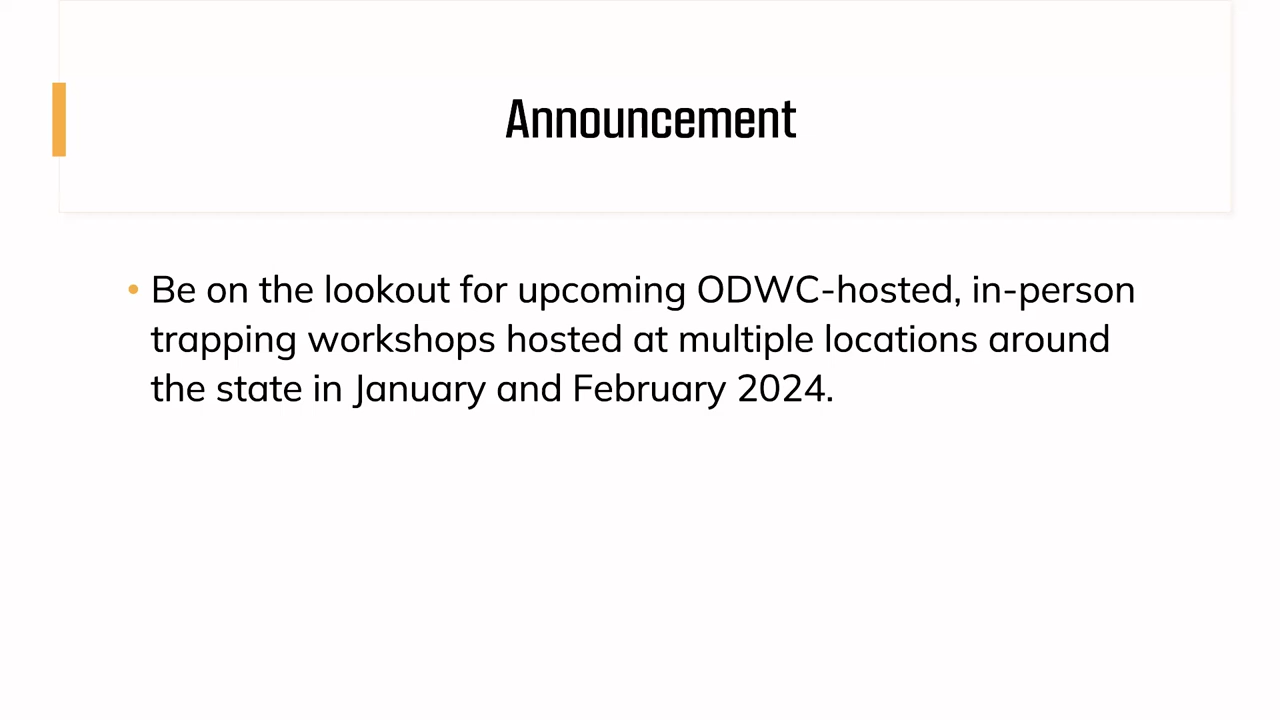 Announcement
• Be on the lookout for upcoming ODWC-hosted, in-person
trapping workshops hosted at multiple locations around
the state in January and February 2024.